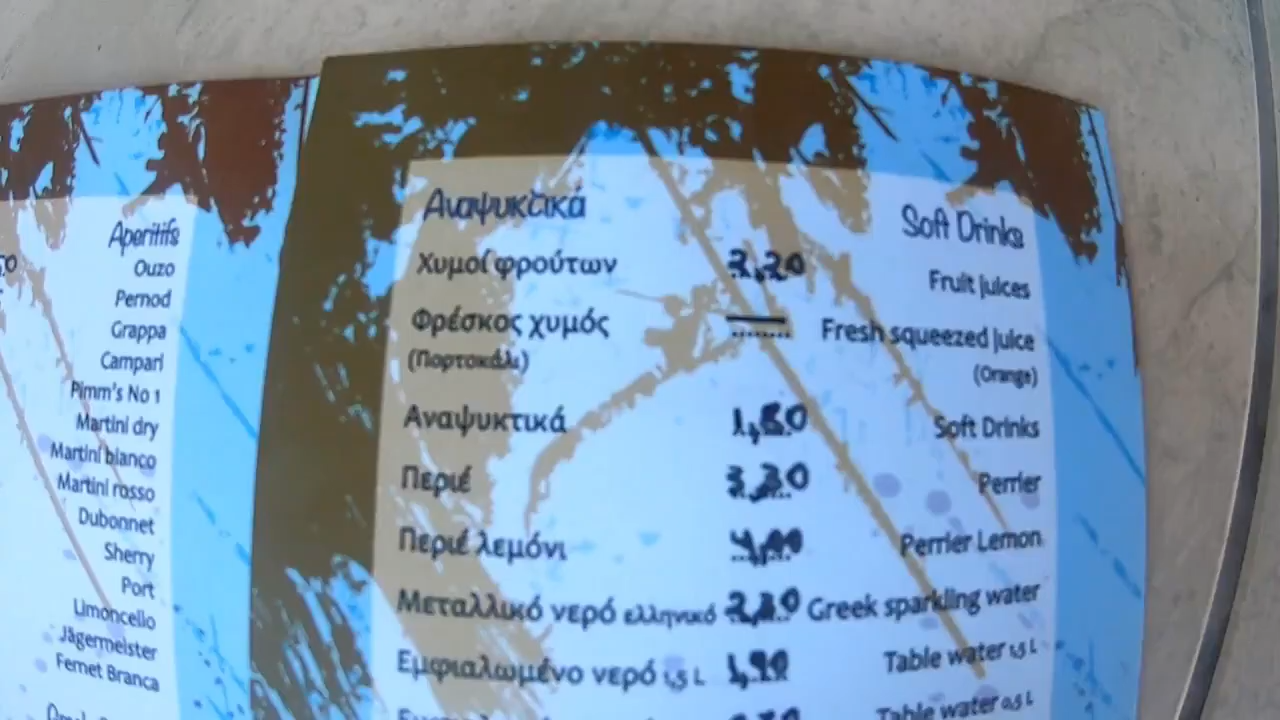 Aperitifs
Ouzo
Pernod
Grappa
Campari
Pimm's No 1
Martini dry
Martini bianco
Martini rosso
Dubonnet
Sherry
Port
Limoncello
Jägermeister
Fernet Branca
Αναψυκτικά Soft Drinks
Χυμοί φρούτων Fruit juices
Φρέσκος χυμός Fresh squeezed juice
(Πορτοκάλι) (Orange)
Αναψυκτικά Soft Drinks
Περιέ Perrier
Περιέ λεμόνι Perrier Lemon
Μεταλλικό νερό ελληνικό Greek sparkling water
Εμφιαλωμένο νερό 1,5 L Table water 1,5 L
Table water 0,5 L